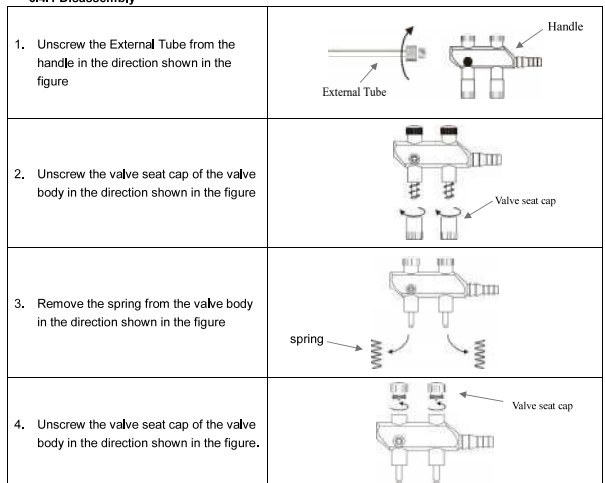 1. Unscrew the External Tube from the
handle in the direction shown in the
figure
Handle
External Tube
2. Unscrew the valve seat cap of the valve
body in the direction shown in the figure
Valve seat cap
3. Remove the spring from the valve body
in the direction shown in the figure
spring
4. Unscrew the valve seat cap of the valve
body in the direction shown in the figure.
Valve seat cap